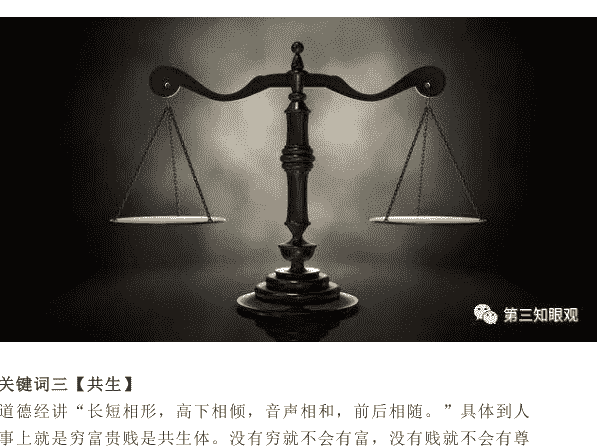 第三知眼观
关键词三【共生】
道德经讲“长短相形，高下相倾，音声相和，前后相随。”具体到人
事上就是穷富贵贱是共生体。没有穷就不会有富，没有贱就不会有尊